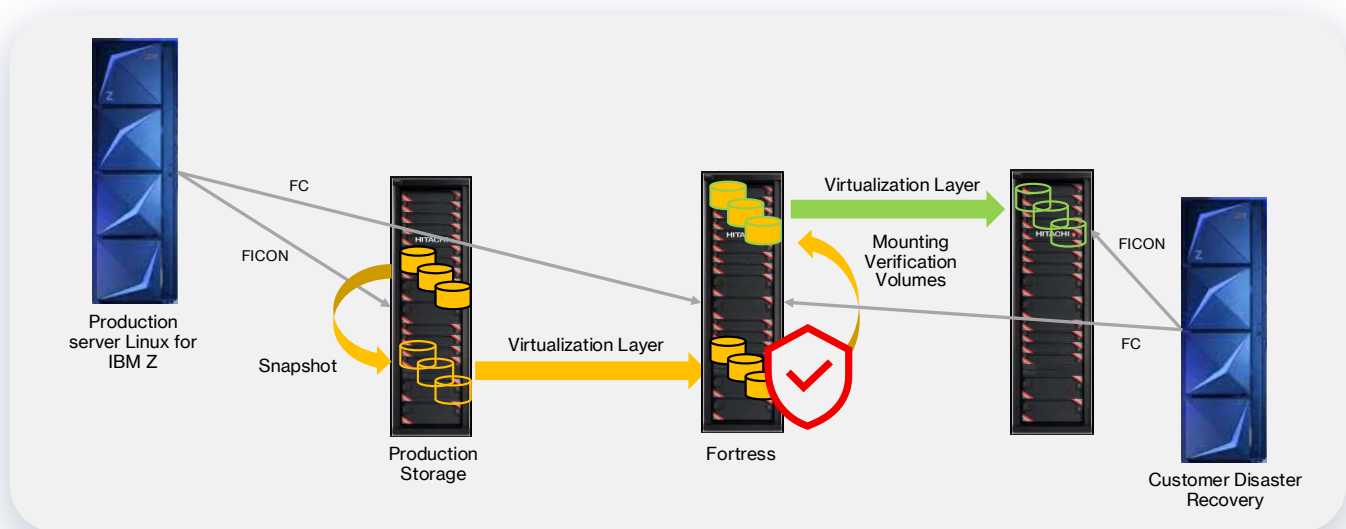 Z
FC
FICON
Production
server Linux for
IBM Z
HITACHI
Snapshot
Virtualization Layer
Production
Storage
Fortress
Virtualization Layer
Mounting
Verification
Volumes
HITACHI
FICON
FC
Z
Customer Disaster
Recovery